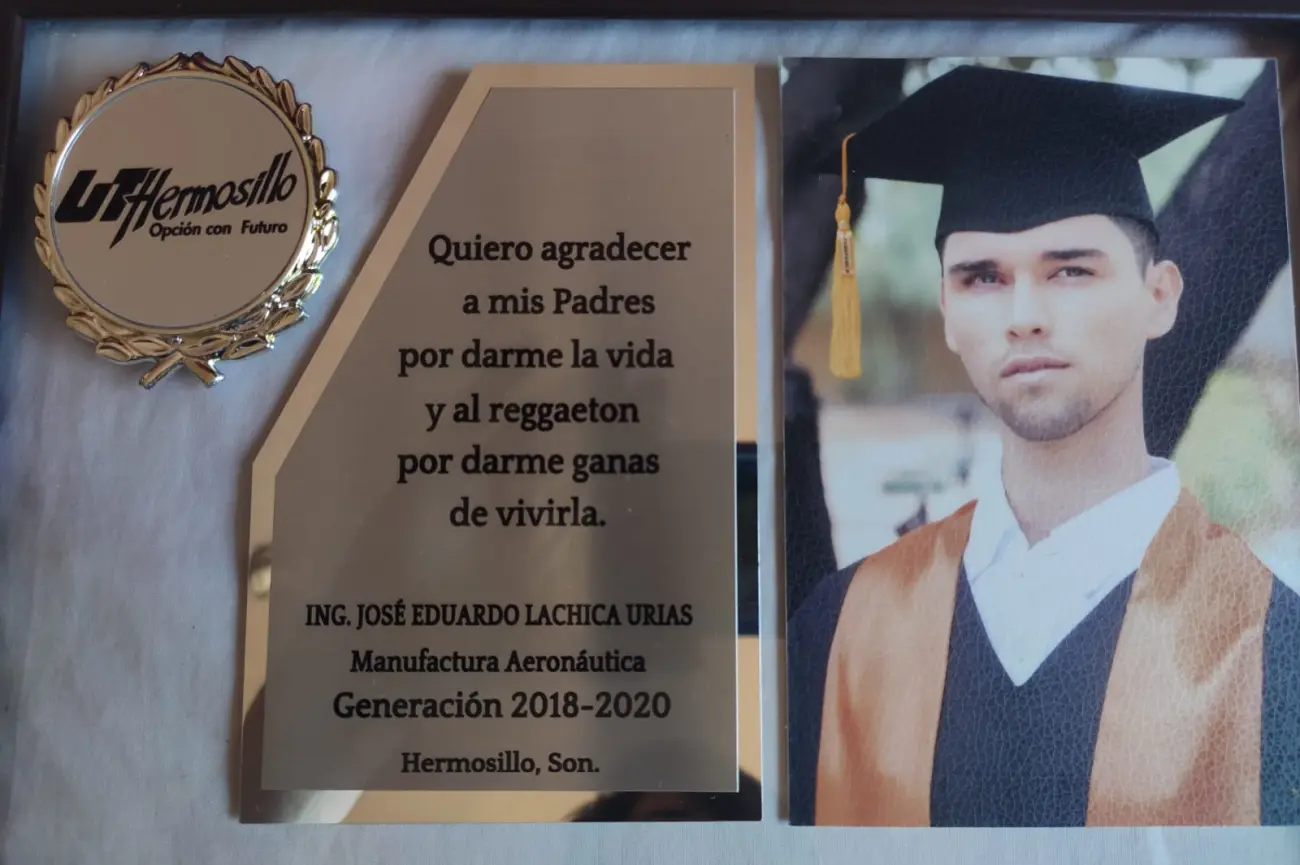 UTHermosillo
Opción con Futuro
Quiero agradecer
a mis Padres
por darme la vida
y al reggaeton
por darme ganas
de vivirla.
ING. JOSÉ EDUARDO LACHICA URIAS
Manufactura Aeronáutica
Generación 2018-2020
Hermosillo, Son.